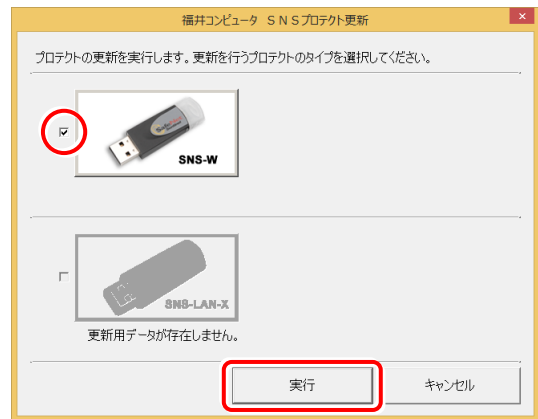 福井コンピュータ SNSプロテクト更新
プロテクトの更新を実行します。更新を行うプロテクトのタイプを選択してください。
SNS-W
SNS-LAN-X
更新用データが存在しません。
実行
キャンセル